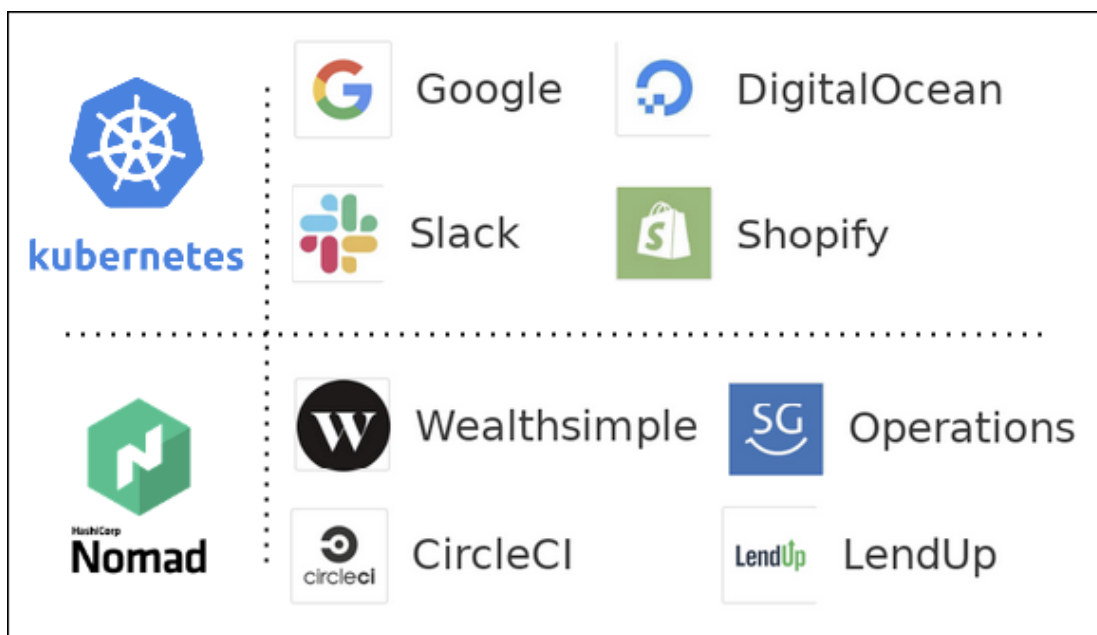 Google
DigitalOcean
kubernetes
Slack
S
Shopify
W
Wealthsimple
SG
Operations
HashiCorp
Nomad
circleci
CircleCI
LendUp
LendUp